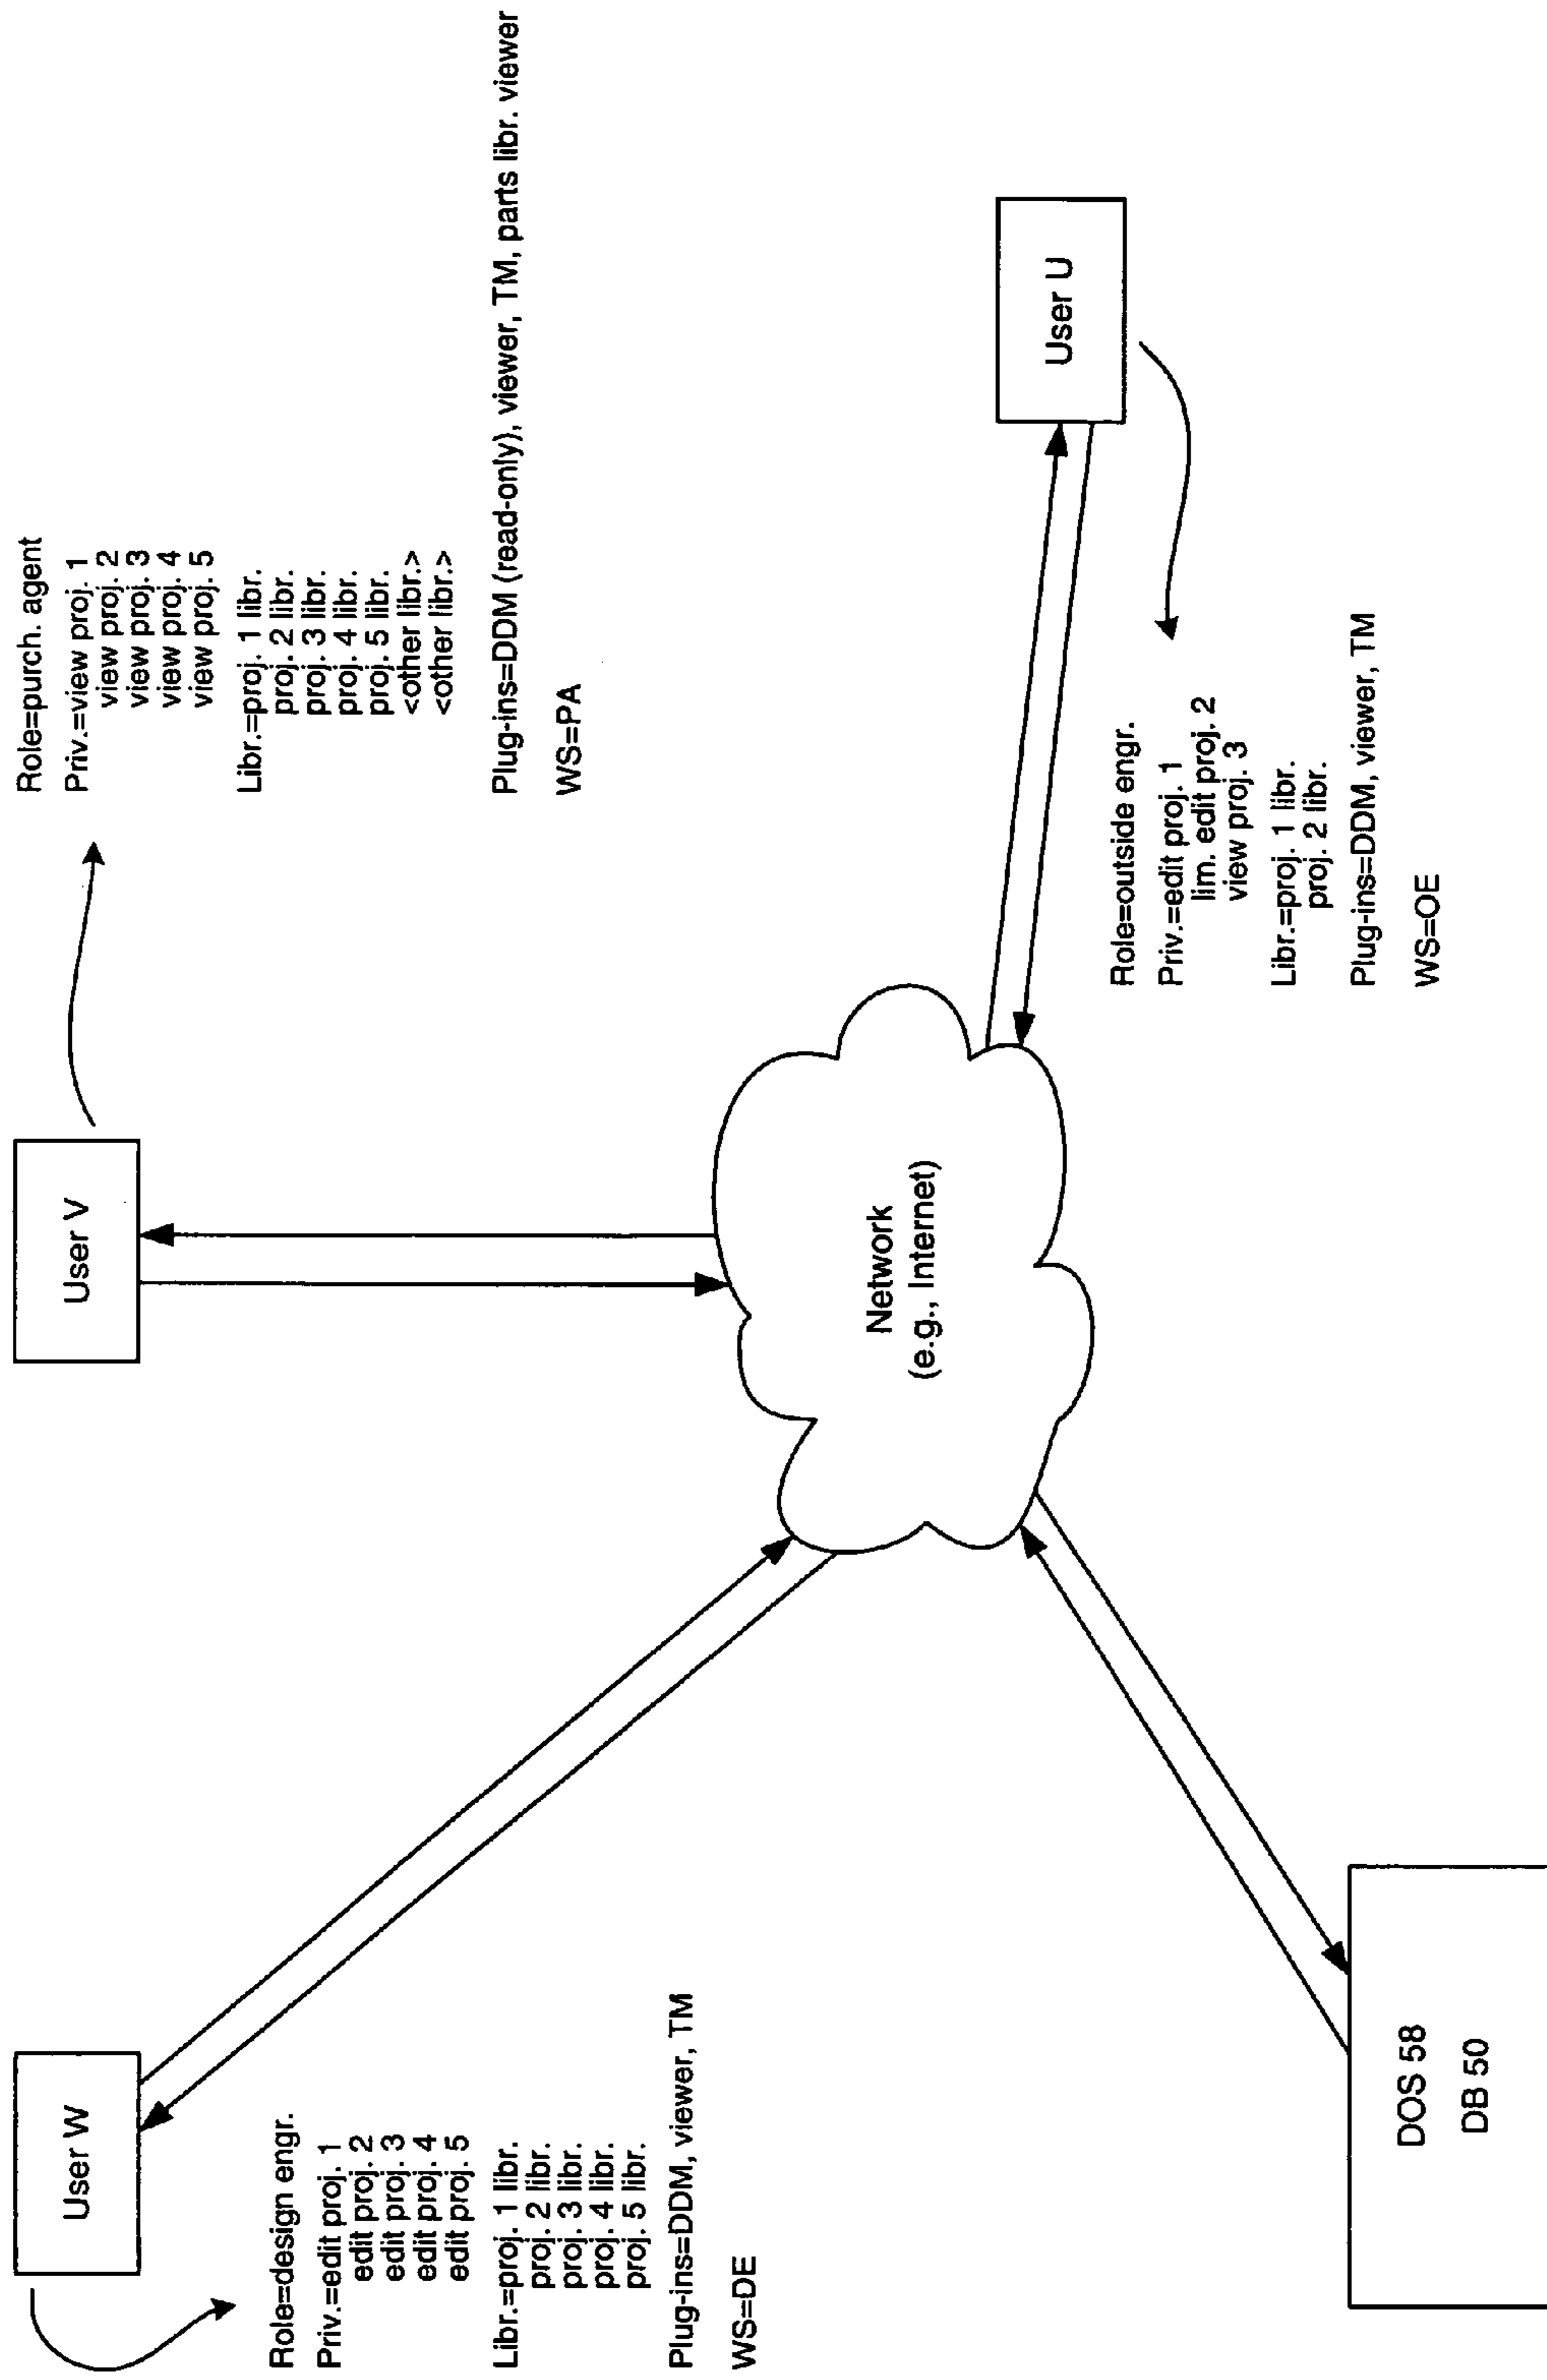 User W
Role=design engr.
Priv.=edit proj. 1
edit proj. 2
edit proj. 3
edit proj. 4
edit proj. 5
Libr.=proj. 1 libr.
proj. 2 libr.
proj. 3 libr.
proj. 4 libr.
proj. 5 libr.
Plug-ins=DDM, viewer, TM
WS=DE
User V
Role=purch. agent
Priv.=view proj. 1
view proj. 2
view proj. 3
view proj. 4
view proj. 5
Libr.=proj. 1 libr.
proj. 2 libr.
proj. 3 libr.
proj. 4 libr.
proj. 5 libr.
<other libr.>
<other libr.>
Plug-ins=DDM (read-only), viewer, TM, parts libr. viewer
WS=PA
Network
(e.g., Internet)
User U
Role=outside engr.
Priv.=edit proj. 1
lim. edit proj. 2
view proj. 3
Libr.=proj. 1 libr.
proj. 2 libr.
Plug-ins=DDM, viewer, TM
WS=OE
DOS 58
DB 50